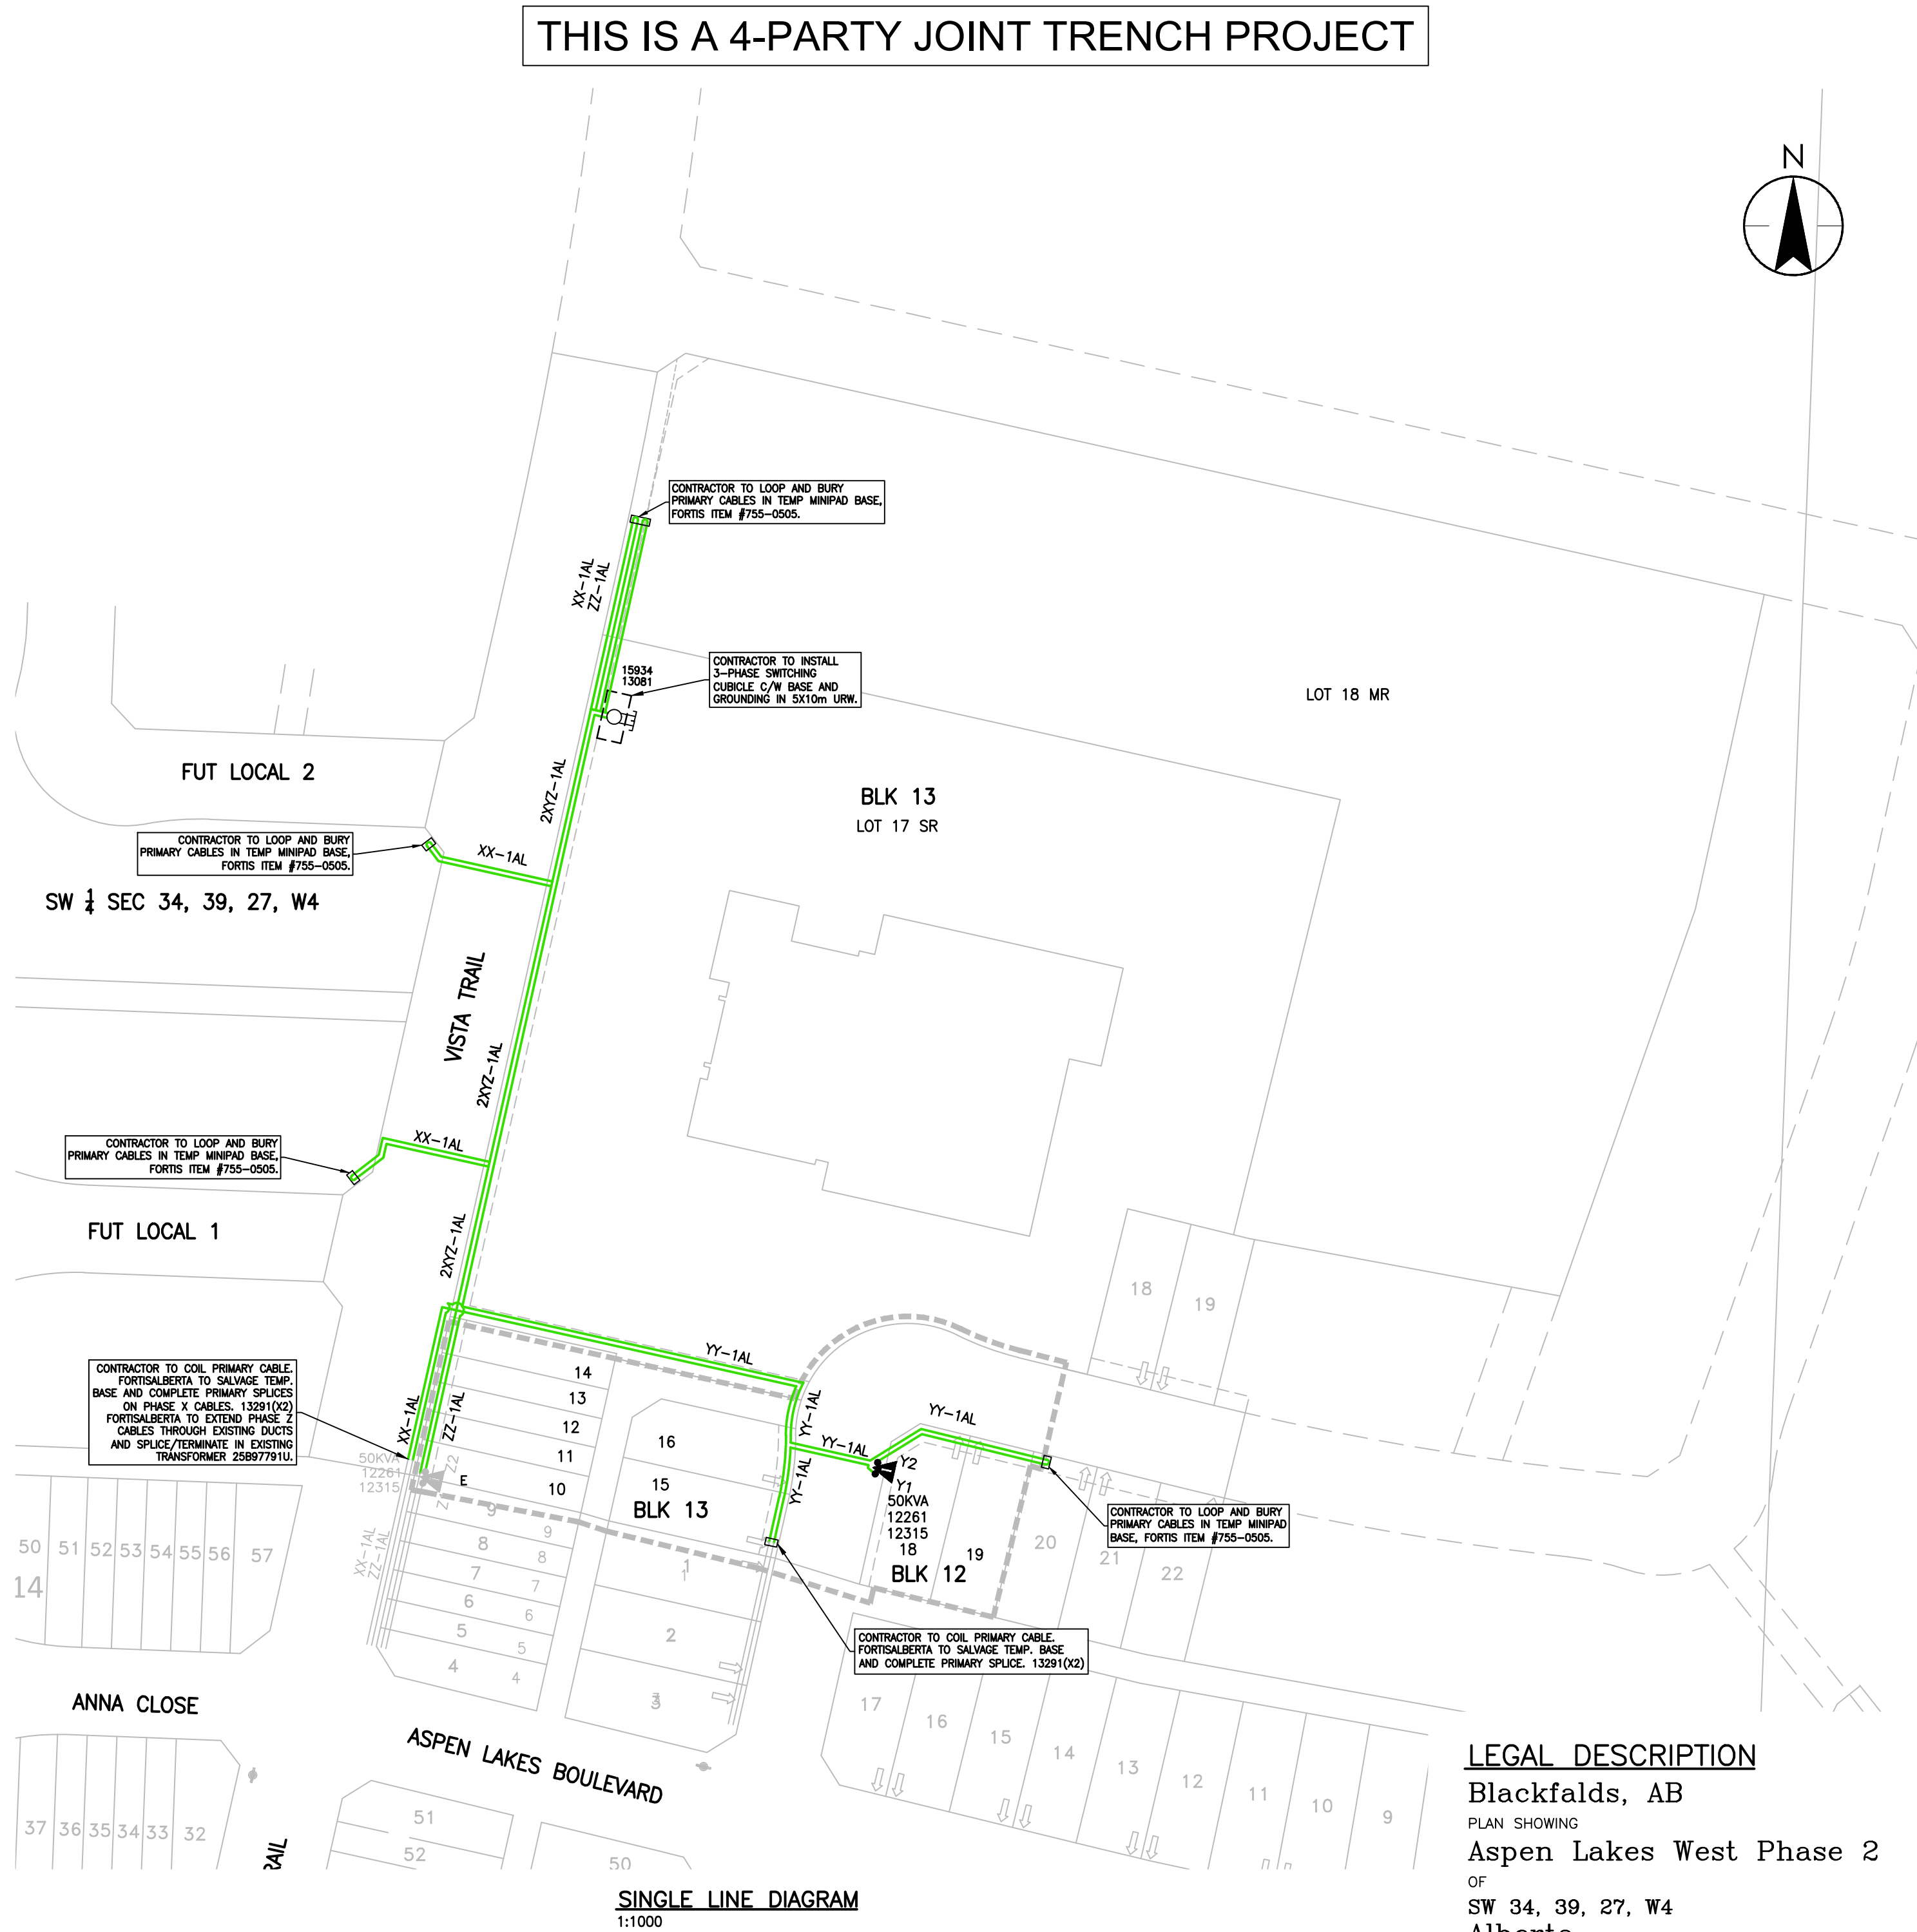 THIS IS A 4-PARTY JOINT TRENCH PROJECT
N
CONTRACTOR TO LOOP AND BURY
PRIMARY CABLES IN TEMP MINIPAD BASE,
FORTIS ITEM #755-0505.
XX-1AL
ZZ-1AL
15934
13081
CONTRACTOR TO INSTALL
3-PHASE SWITCHING
CUBICLE C/W BASE AND
GROUNDING IN 5X10m URW.
LOT 18 MR
FUT LOCAL 2
2XYZ-1AL
BLK 13
LOT 17 SR
CONTRACTOR TO LOOP AND BURY
PRIMARY CABLES IN TEMP MINIPAD BASE,
FORTIS ITEM #755-0505.
XX-1AL
SW 1/4 SEC 34, 39, 27, W4
VISTA TRAIL
2XYZ-1AL
CONTRACTOR TO LOOP AND BURY
PRIMARY CABLES IN TEMP MINIPAD BASE,
FORTIS ITEM #755-0505.
XX-1AL
FUT LOCAL 1
2XYZ-1AL
18
19
CONTRACTOR TO COIL PRIMARY CABLE.
FORTISALBERTA TO SALVAGE TEMP.
BASE AND COMPLETE PRIMARY SPLICES
ON PHASE X CABLES. 13291(X2)
FORTISALBERTA TO EXTEND PHASE Z
CABLES THROUGH EXISTING DUCTS
AND SPLICE/TERMINATE IN EXISTING
TRANSFORMER 25B97791U.
XX-1AL
ZZ-1AL
YY-1AL
YY-1AL
YY-1AL
YY-1AL
YY-1AL
14
13
12
11
10
16
15
BLK 13
50KVA
12261
12315
Z2
E
Y2
Y1
50KVA
12261
12315
18
19
BLK 12
CONTRACTOR TO LOOP AND BURY
PRIMARY CABLES IN TEMP MINIPAD
BASE, FORTIS ITEM #755-0505.
20
21
22
XX-1AL
ZZ-1AL
9
8
7
6
5
4
9
8
7
6
5
4
1
1
2
3
50
51
52
53
54
55
56
57
14
CONTRACTOR TO COIL PRIMARY CABLE.
FORTISALBERTA TO SALVAGE TEMP. BASE
AND COMPLETE PRIMARY SPLICE. 13291(X2)
17
16
15
14
13
12
11
10
9
ANNA CLOSE
ASPEN LAKES BOULEVARD
37
36
35
34
33
32
RAIL
51
52
50
SINGLE LINE DIAGRAM
1:1000
LEGAL DESCRIPTION
Blackfalds, AB
PLAN SHOWING
Aspen Lakes West Phase 2
OF
SW 34, 39, 27, W4
Alberta